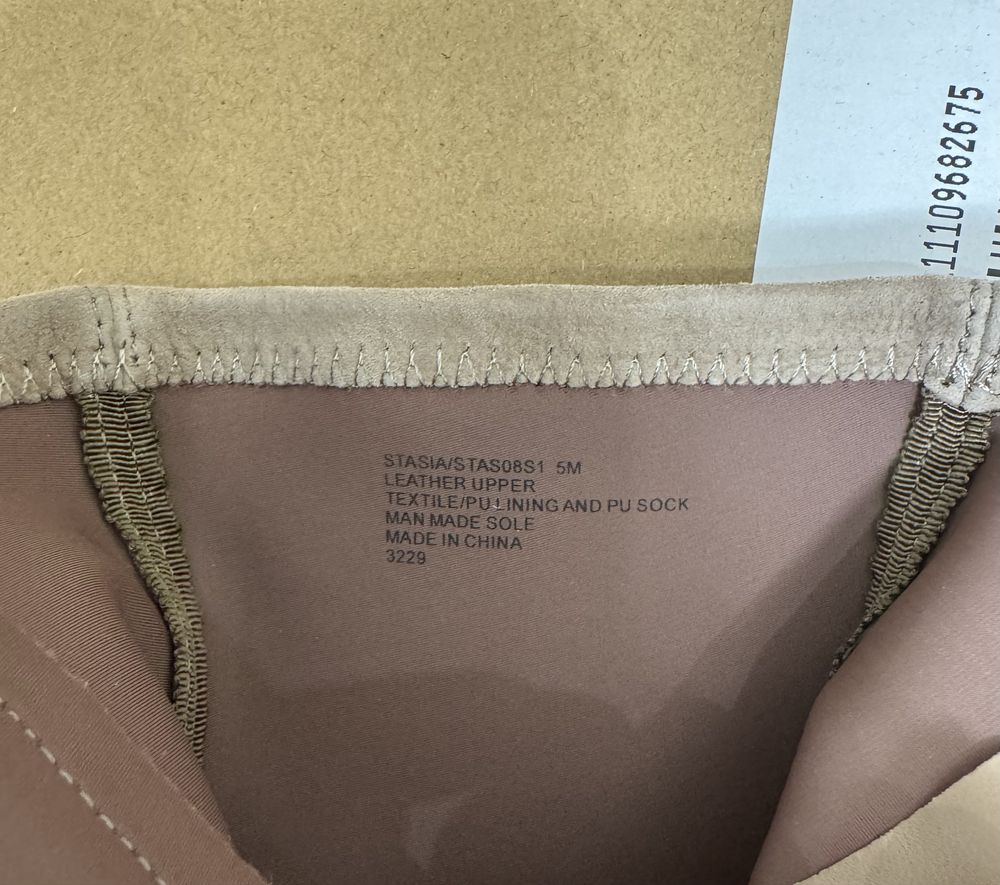 STASIA/STAS08S1 5M
LEATHER UPPER
TEXTILE/PU LINING AND PU SOCK
MAN MADE SOLE
MADE IN CHINA
3229
11109682675